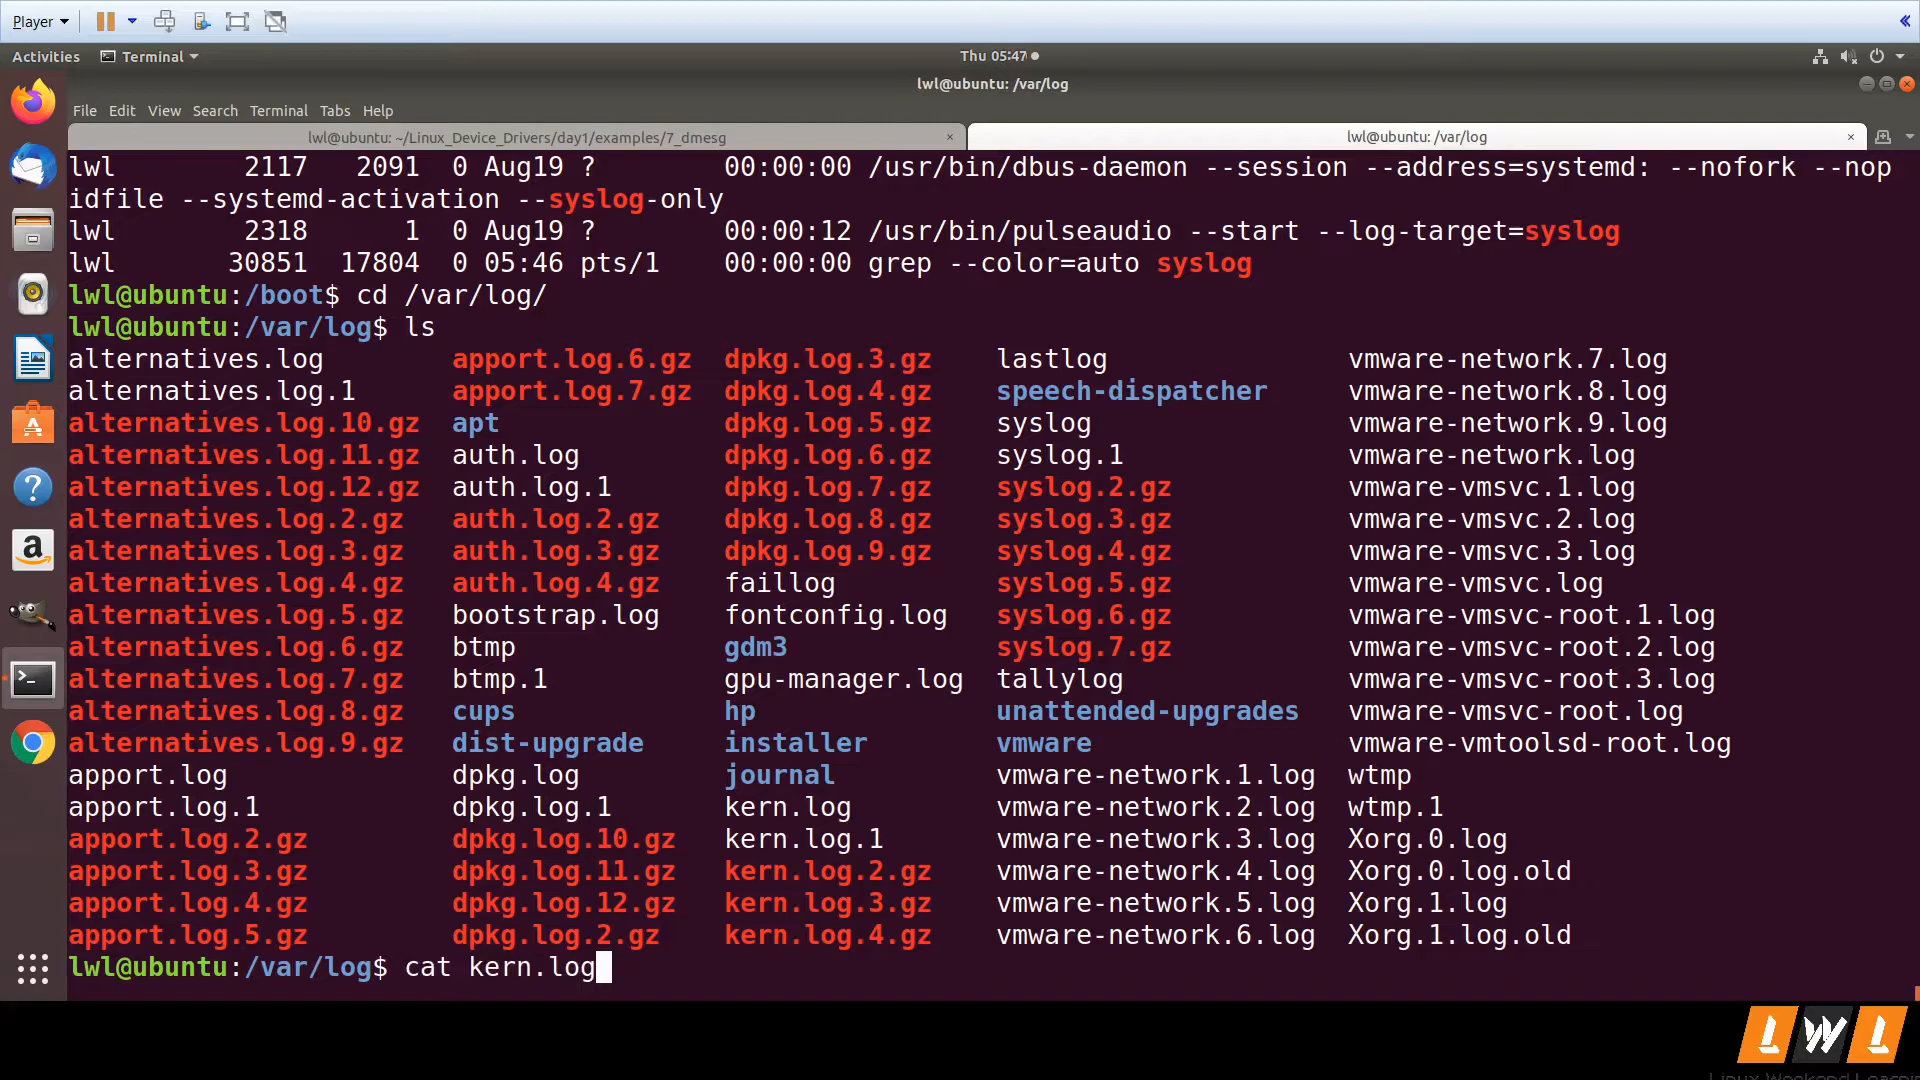 Player
Activities Terminal Thu 05:47
lwl@ubuntu: /var/log
File Edit View Search Terminal Tabs Help
lwl@ubuntu: ~/Linux_Device_Drivers/day1/examples/7_dmesg × lwl@ubuntu: /var/log ×
lwl 2117 2091 0 Aug19 ? 00:00:00 /usr/bin/dbus-daemon --session --address=systemd: --nofork --nop
idfile --systemd-activation --syslog-only
lwl 2318 1 0 Aug19 ? 00:00:12 /usr/bin/pulseaudio --start --log-target=syslog
lwl 30851 17804 0 05:46 pts/1 00:00:00 grep --color=auto syslog
lwl@ubuntu:/boot$ cd /var/log/
lwl@ubuntu:/var/log$ ls
alternatives.log apport.log.6.gz dpkg.log.3.gz lastlog vmware-network.7.log
alternatives.log.1 apport.log.7.gz dpkg.log.4.gz speech-dispatcher vmware-network.8.log
alternatives.log.10.gz apt dpkg.log.5.gz syslog vmware-network.9.log
alternatives.log.11.gz auth.log dpkg.log.6.gz syslog.1 vmware-network.log
alternatives.log.12.gz auth.log.1 dpkg.log.7.gz syslog.2.gz vmware-vmsvc.1.log
alternatives.log.2.gz auth.log.2.gz dpkg.log.8.gz syslog.3.gz vmware-vmsvc.2.log
alternatives.log.3.gz auth.log.3.gz dpkg.log.9.gz syslog.4.gz vmware-vmsvc.3.log
alternatives.log.4.gz auth.log.4.gz faillog syslog.5.gz vmware-vmsvc.log
alternatives.log.5.gz bootstrap.log fontconfig.log syslog.6.gz vmware-vmsvc-root.1.log
alternatives.log.6.gz btmp gdm3 syslog.7.gz vmware-vmsvc-root.2.log
alternatives.log.7.gz btmp.1 gpu-manager.log tallylog vmware-vmsvc-root.3.log
alternatives.log.8.gz cups hp unattended-upgrades vmware-vmsvc-root.log
alternatives.log.9.gz dist-upgrade installer vmware vmware-vmtoolsd-root.log
apport.log dpkg.log journal vmware-network.1.log wtmp
apport.log.1 dpkg.log.1 kern.log vmware-network.2.log wtmp.1
apport.log.2.gz dpkg.log.10.gz kern.log.1 vmware-network.3.log Xorg.0.log
apport.log.3.gz dpkg.log.11.gz kern.log.2.gz vmware-network.4.log Xorg.0.log.old
apport.log.4.gz dpkg.log.12.gz kern.log.3.gz vmware-network.5.log Xorg.1.log
apport.log.5.gz dpkg.log.2.gz kern.log.4.gz vmware-network.6.log Xorg.1.log.old
lwl@ubuntu:/var/log$ cat kern.log
LWL